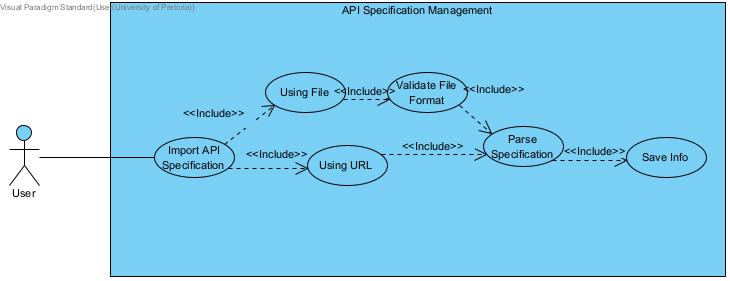 Visual Paradigm Standard(User(University of Pretoria))
API Specification Management
Using File
<<Include>>
Validate File
Format
<<Include>>
<<Include>>
Import API
Specification
<<Include>>
Using URL
<<Include>>
Parse
Specification
<<Include>>
Save Info
User